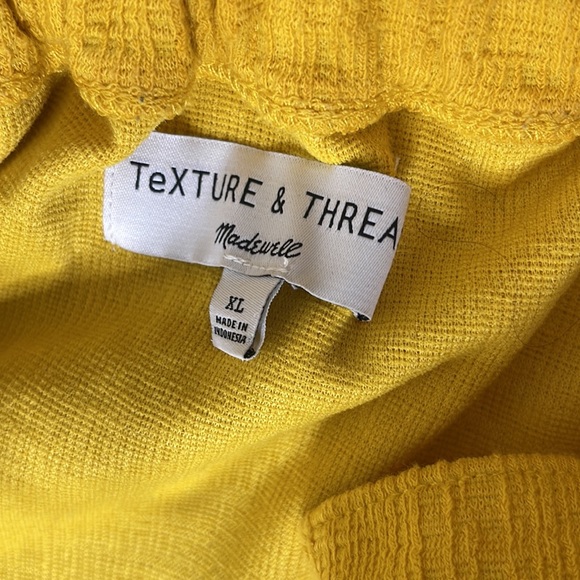 TeXTURE & THREA
Madewell
XL
MADE IN
INDONESIA